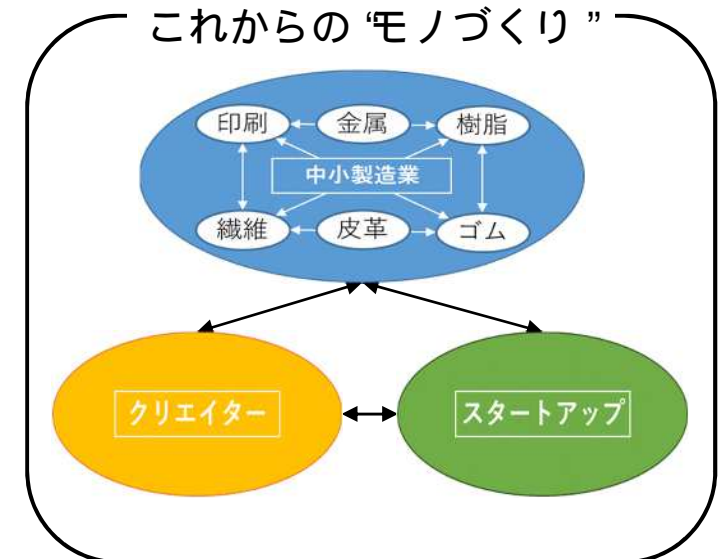 これからの “モノづくり”
印刷 金属 樹脂
中小製造業
繊維 皮革 ゴム
クリエイター スタートアップ